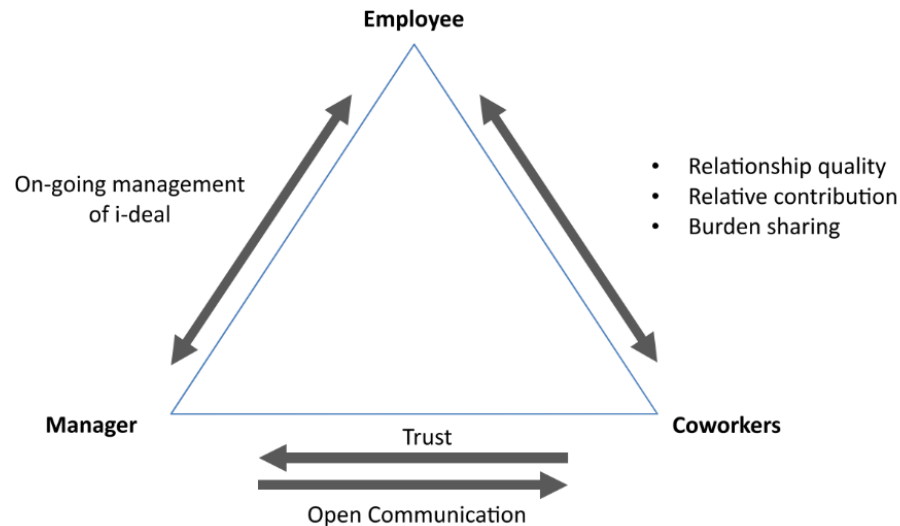 Employee
On-going management
of i-deal
• Relationship quality
• Relative contribution
• Burden sharing
Manager
Coworkers
Trust
Open Communication